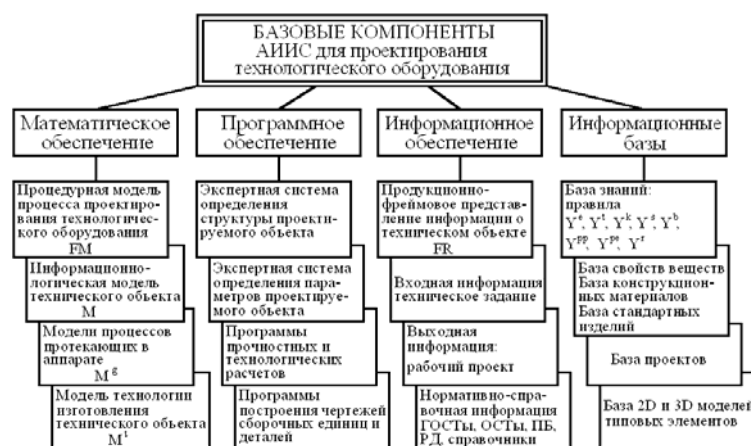 БАЗОВЫЕ КОМПОНЕНТЫ
АИИС для проектирования
технологического оборудования
Математическое
обеспечение
Программное
обеспечение
Информационное
обеспечение
Информационные
базы
Процедурная модель
процесса проектиро-
вания технологичес-
кого оборудования
FM
Информационно-
логическая модель
технического объекта
M
Модели процессов
протекающих в
аппарате
M^g
Модель технологии
изготовления
технического объекта
M^t
Экспертная система
определения
структуры проекти-
руемого объекта
Экспертная система
определения пара-
метров проектируе-
мого объекта
Программы
прочностных и
технологических
расчетов
Программы
построения чертежей
сборочных единиц и
деталей
Продукционно-
фреймовое представ-
ление информации о
техническом объекте
FR
Входная информация
техническое задание
Выходная
информация:
рабочий проект
Нормативно-спра-
вочная информация
ГОСТы, ОСТы, ПБ,
РД, справочники
База знаний:
правила
Y^e, Y^t, Y^k, Y^s, Y^b,
Y^pp, Y^pe, Y^r
База свойств веществ
База конструкцион-
ных материалов
База стандартных
изделий
База проектов
База 2D и 3D моделей
типовых элементов